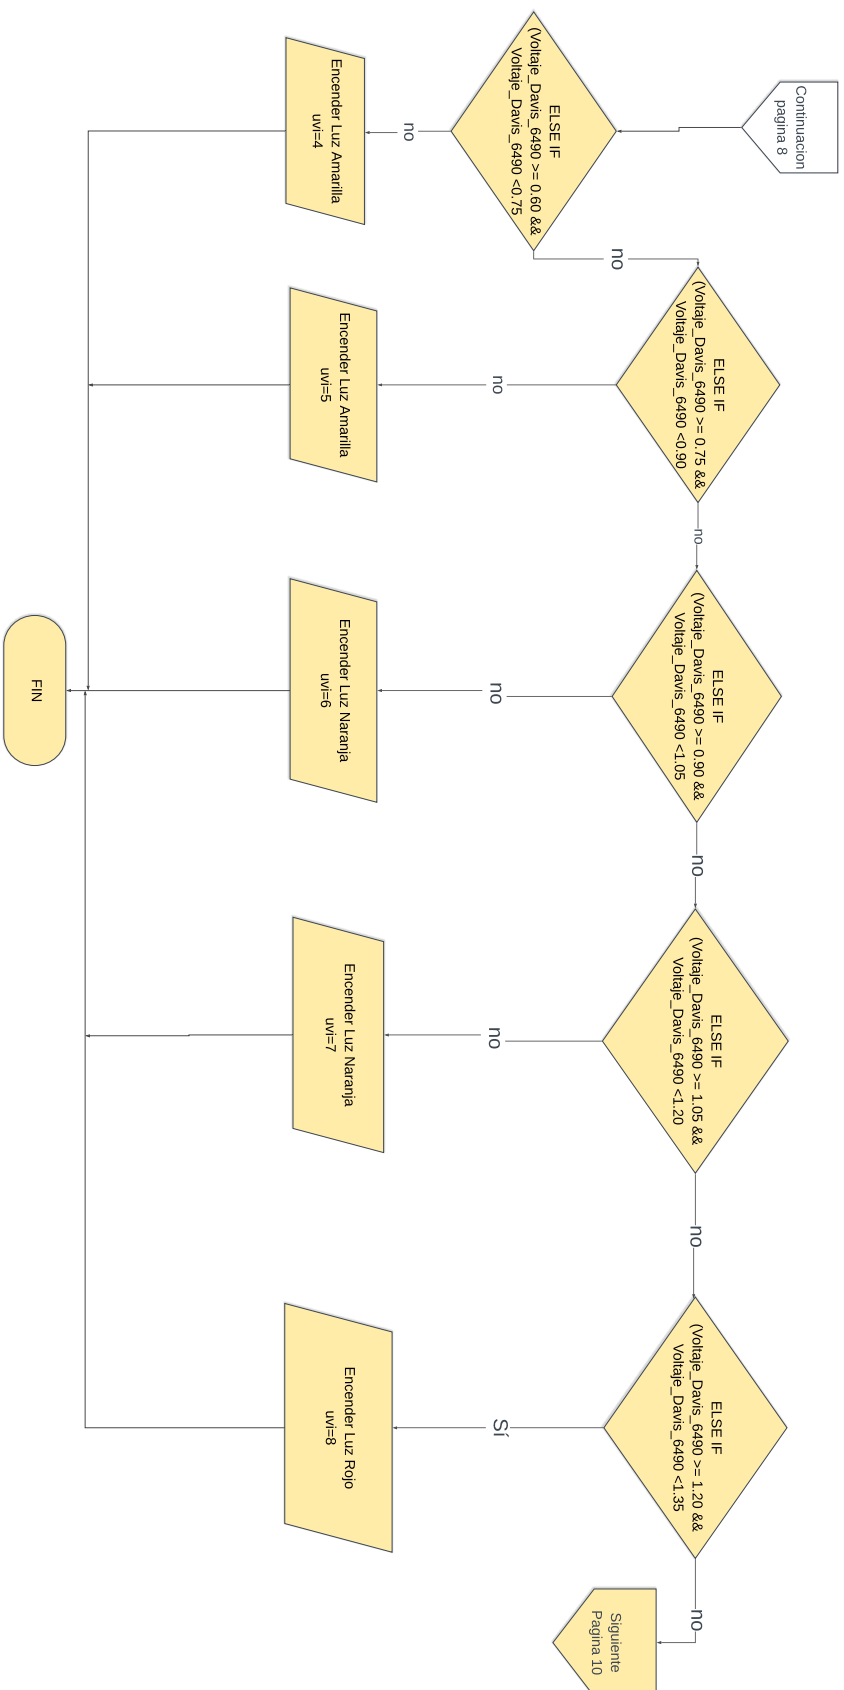 Continuacion
pagina 8
ELSE IF
(Voltaje_Davis_6490 >= 0.60 &&
Voltaje_Davis_6490 <0.75
no
Encender Luz Amarilla
uvi=4
no
ELSE IF
(Voltaje_Davis_6490 >= 0.75 &&
Voltaje_Davis_6490 <0.90
no
Encender Luz Amarilla
uvi=5
no
ELSE IF
(Voltaje_Davis_6490 >= 0.90 &&
Voltaje_Davis_6490 <1.05
no
Encender Luz Naranja
uvi=6
no
ELSE IF
(Voltaje_Davis_6490 >= 1.05 &&
Voltaje_Davis_6490 <1.20
no
Encender Luz Naranja
uvi=7
no
ELSE IF
(Voltaje_Davis_6490 >= 1.20 &&
Voltaje_Davis_6490 <1.35
Sí
Encender Luz Rojo
uvi=8
no
Siguiente
Pagina 10
FIN